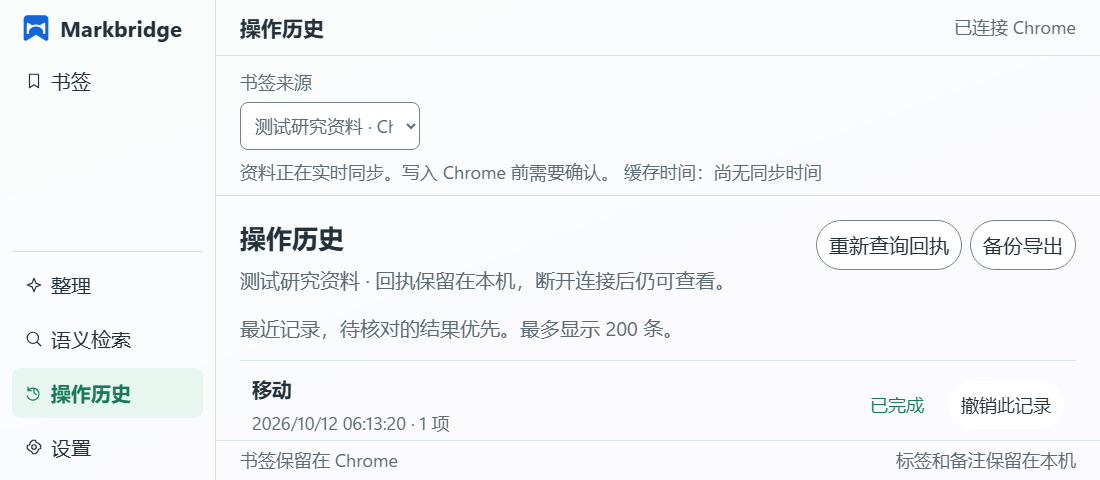 Markbridge
书签
整理
语义检索
操作历史
设置
操作历史
已连接 Chrome
书签来源
测试研究资料 · Ch
资料正在实时同步。写入 Chrome 前需要确认。 缓存时间：尚无同步时间
操作历史
重新查询回执
备份导出
测试研究资料 · 回执保留在本机，断开连接后仍可查看。
最近记录，待核对的结果优先。最多显示 200 条。
移动
2026/10/12 06:13:20 · 1 项
已完成
撤销此记录
书签保留在 Chrome
标签和备注保留在本机